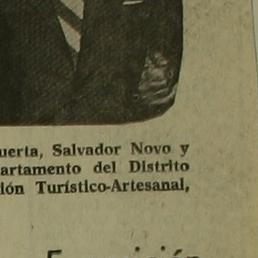 uerta, Salvador Novo y
artamento del Distrito
ión Turístico-Artesanal,